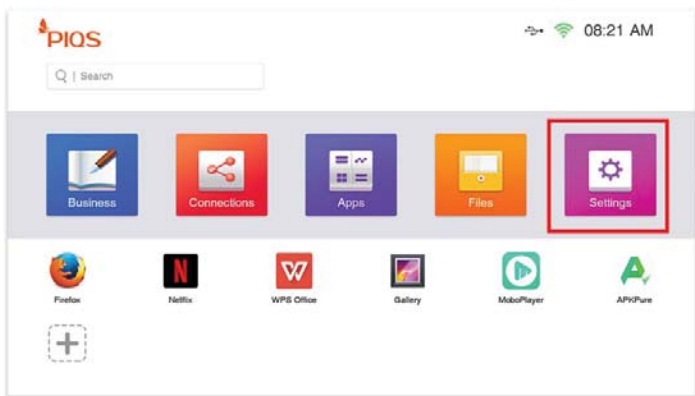 PIQS
08:21 AM
Search
Business
Connections
Apps
Files
Settings
Firefox
Netflix
WPS Office
Gallery
MoboPlayer
APKPure